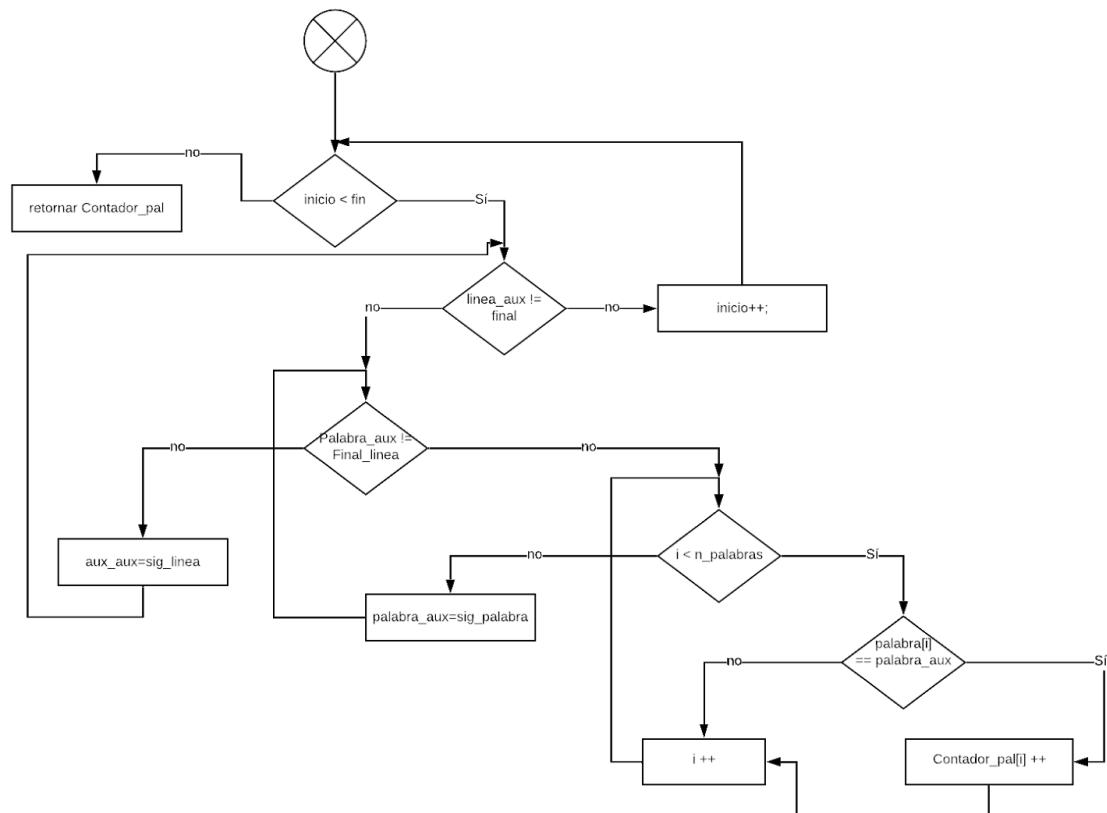 no
retornar Contador_pal
inicio < fin
Sí
linea_aux !=
final
no
no
inicio++;
Palabra_aux !=
Final_linea
no
no
aux_aux=sig_linea
i < n_palabras
no
Sí
palabra_aux=sig_palabra
palabra[i]
== palabra_aux
no
Sí
i ++
Contador_pal[i] ++